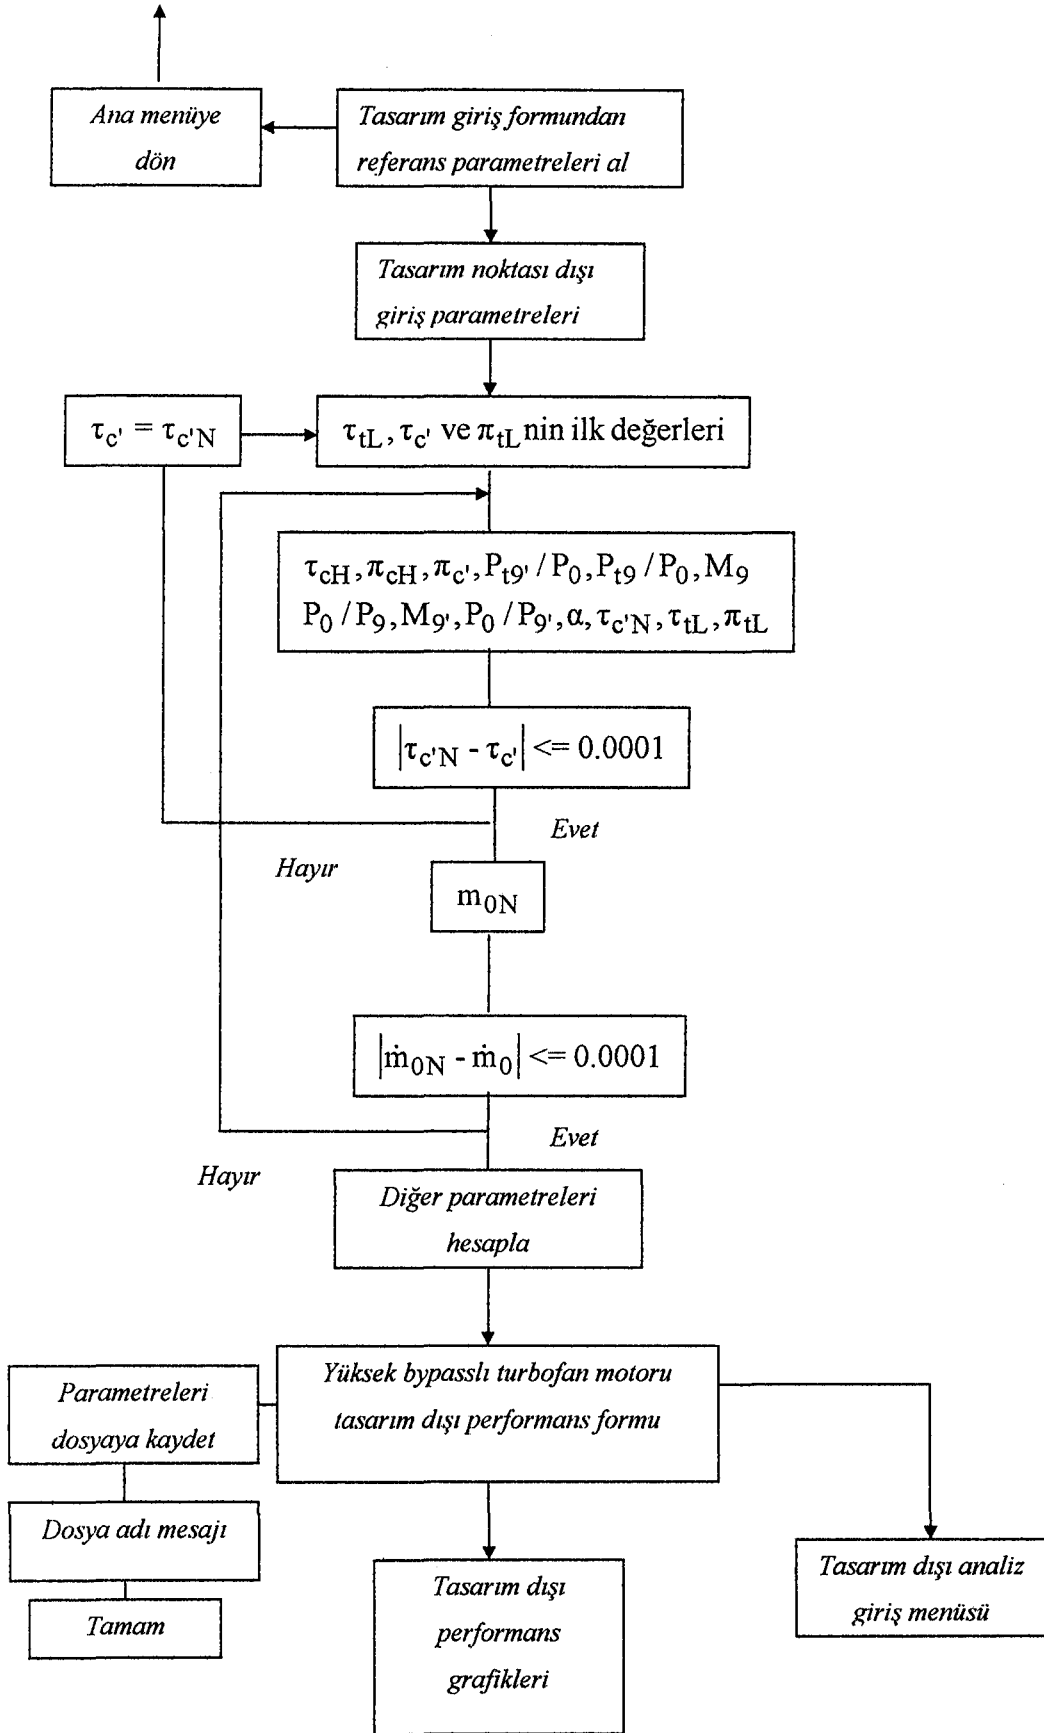 Ana menüye
dön
Tasarım giriş formundan
referans parametreleri al
Tasarım noktası dışı
giriş parametreleri
τc' = τc'N
τtL, τc' ve πtL nin ilk değerleri
τcH, πcH, πc', Pt9' / P0, Pt9 / P0, M9
P0 / P9, M9', P0 / P9', α, τc'N, τtL, πtL
|τc'N - τc'| <= 0.0001
Evet
Hayır
m0N
|ṁ0N - ṁ0| <= 0.0001
Evet
Hayır
Diğer parametreleri
hesapla
Yüksek bypasslı turbofan motoru
tasarım dışı performans formu
Parametreleri
dosyaya kaydet
Dosya adı mesajı
Tamam
Tasarım dışı
performans
grafikleri
Tasarım dışı analiz
giriş menüsü